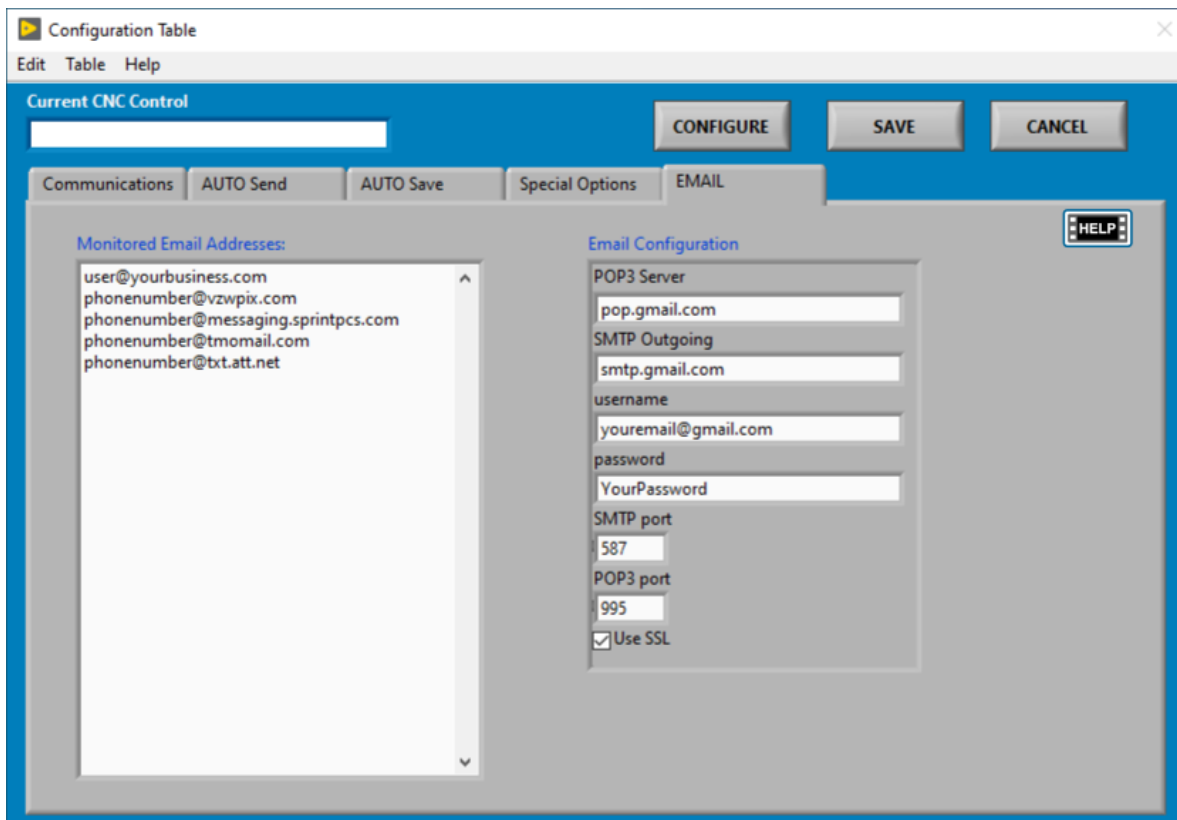 Configuration Table
Edit Table Help
Current CNC Control
CONFIGURE SAVE CANCEL
Communications AUTO Send AUTO Save Special Options EMAIL
HELP
Monitored Email Addresses:
user@yourbusiness.com
phonenumber@vzwpix.com
phonenumber@messaging.sprintpcs.com
phonenumber@tmomail.com
phonenumber@txt.att.net
Email Configuration
POP3 Server
pop.gmail.com
SMTP Outgoing
smtp.gmail.com
username
youremail@gmail.com
password
YourPassword
SMTP port
587
POP3 port
995
Use SSL